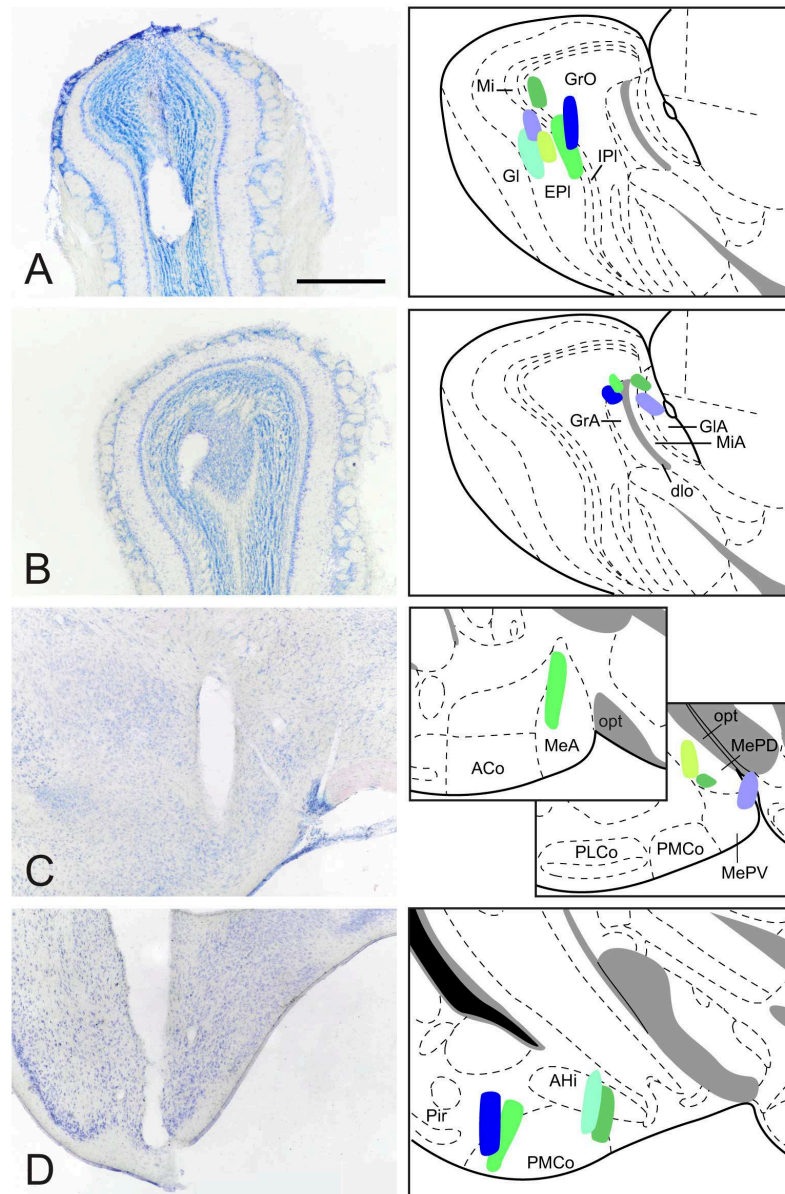 A
Mi
GrO
IPl
Gl
EPl
B
GrA
GlA
MiA
dlo
C
opt
MeA
ACo
opt
MePD
PLCo
PMCo
MePV
D
AHi
Pir
PMCo